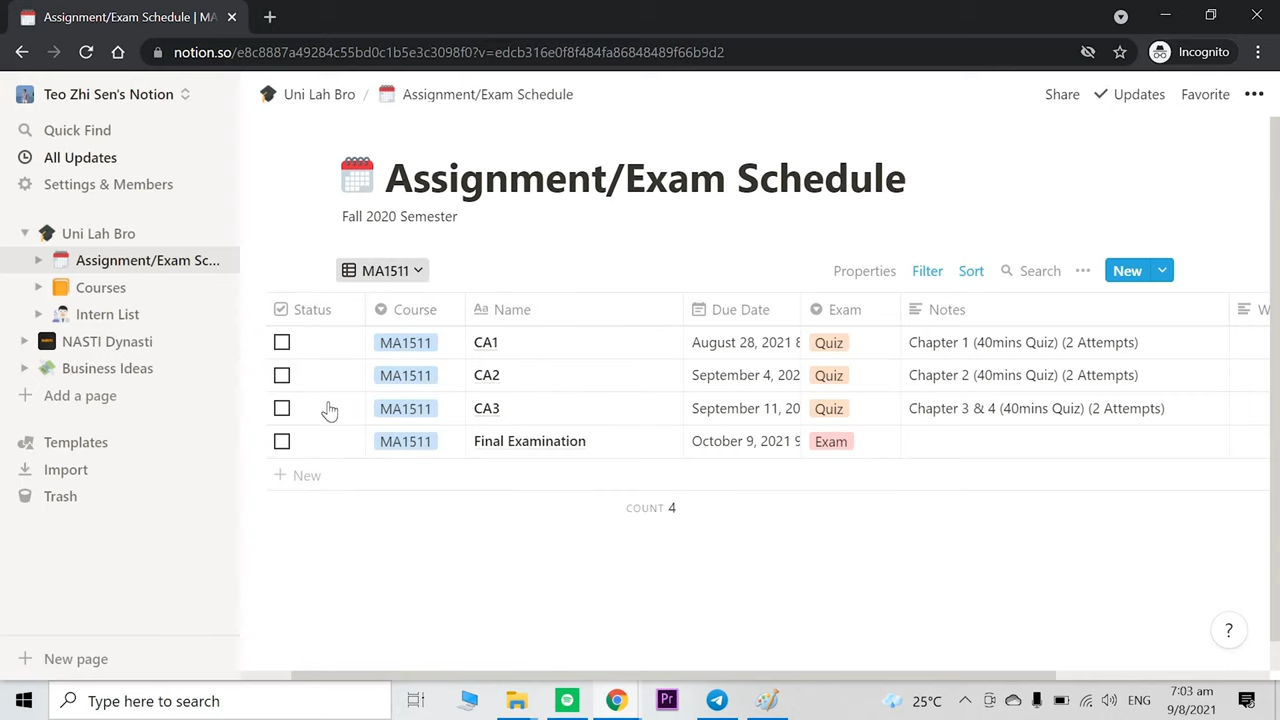 Assignment/Exam Schedule | MA
notion.so/e8c8887a49284c55bd0c1b5e3c3098f0?v=edcb316e0f8f484fa86848489f66b9d2
Incognito
Teo Zhi Sen's Notion
Uni Lah Bro / Assignment/Exam Schedule
Share Updates Favorite
Quick Find
All Updates
Settings & Members
Uni Lah Bro
Assignment/Exam Sc...
Courses
Intern List
NASTI Dynasti
Business Ideas
Add a page
Templates
Import
Trash
New page
Assignment/Exam Schedule
Fall 2020 Semester
MA1511
Properties Filter Sort Search New
Status Course Aa Name Due Date Exam Notes W
MA1511 CA1 August 28, 2021 8 Quiz Chapter 1 (40mins Quiz) (2 Attempts)
MA1511 CA2 September 4, 202 Quiz Chapter 2 (40mins Quiz) (2 Attempts)
MA1511 CA3 September 11, 20 Quiz Chapter 3 & 4 (40mins Quiz) (2 Attempts)
MA1511 Final Examination October 9, 2021 9 Exam
New
COUNT 4
?
Type here to search
Pr
25°C
ENG
7:03 am
9/8/2021